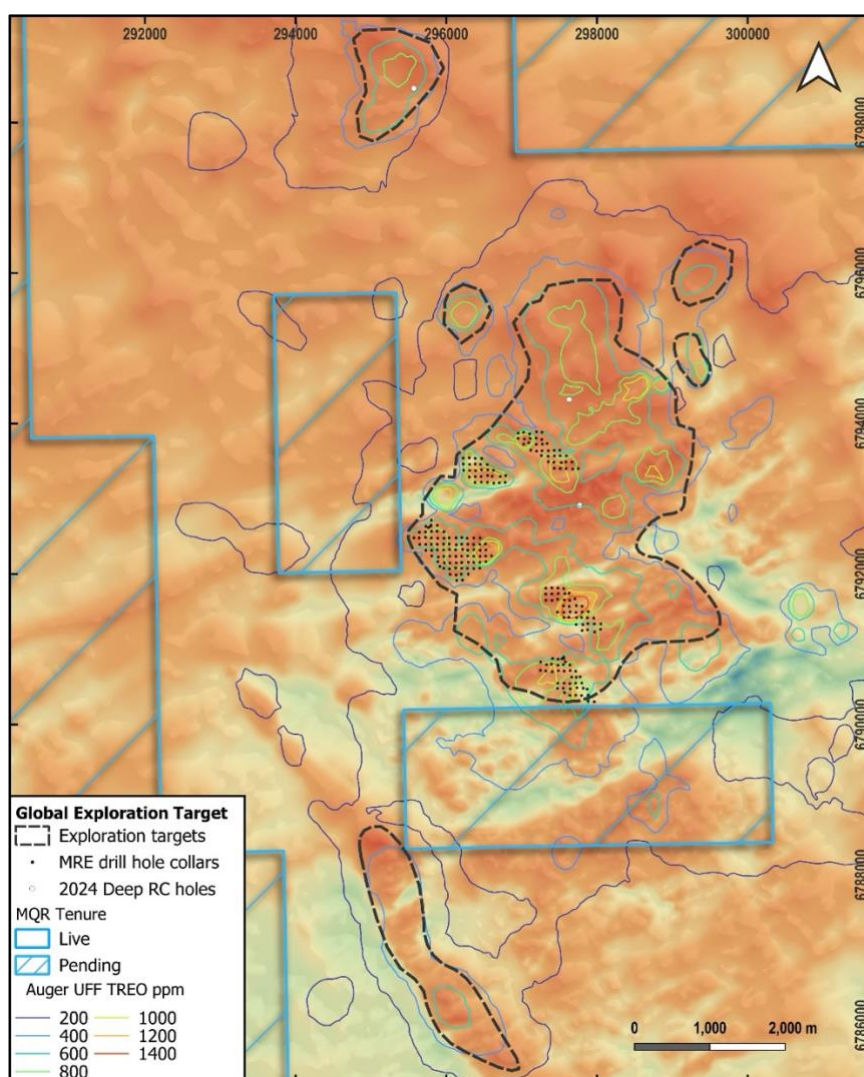 292000 294000 296000 298000 300000
6798000
6796000
6794000
6792000
6790000
6788070
6786000
Global Exploration Target
Exploration targets
MRE drill hole collars
2024 Deep RC holes
MQR Tenure
Live
Pending
Auger UFF TREO ppm
200 1000
400 1200
600 1400
800
0 1,000 2,000 m